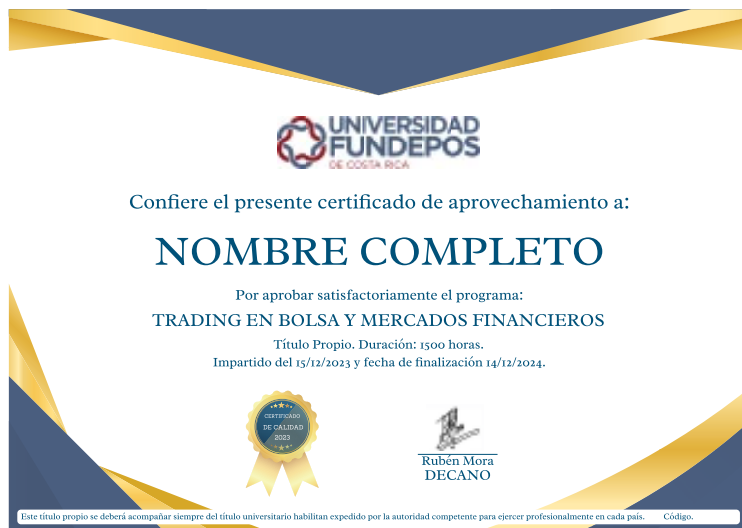 UNIVERSIDAD
FUNDEPOS
DE COSTA RICA
Confiere el presente certificado de aprovechamiento a:
NOMBRE COMPLETO
Por aprobar satisfactoriamente el programa:
TRADING EN BOLSA Y MERCADOS FINANCIEROS
Título Propio. Duración: 1500 horas.
Impartido del 15/12/2023 y fecha de finalización 14/12/2024.
CERTIFICADO
DE CALIDAD
2023
Rubén Mora
DECANO
Este título propio se deberá acompañar siempre del título universitario habilitan expedido por la autoridad competente para ejercer profesionalmente en cada país. Código.